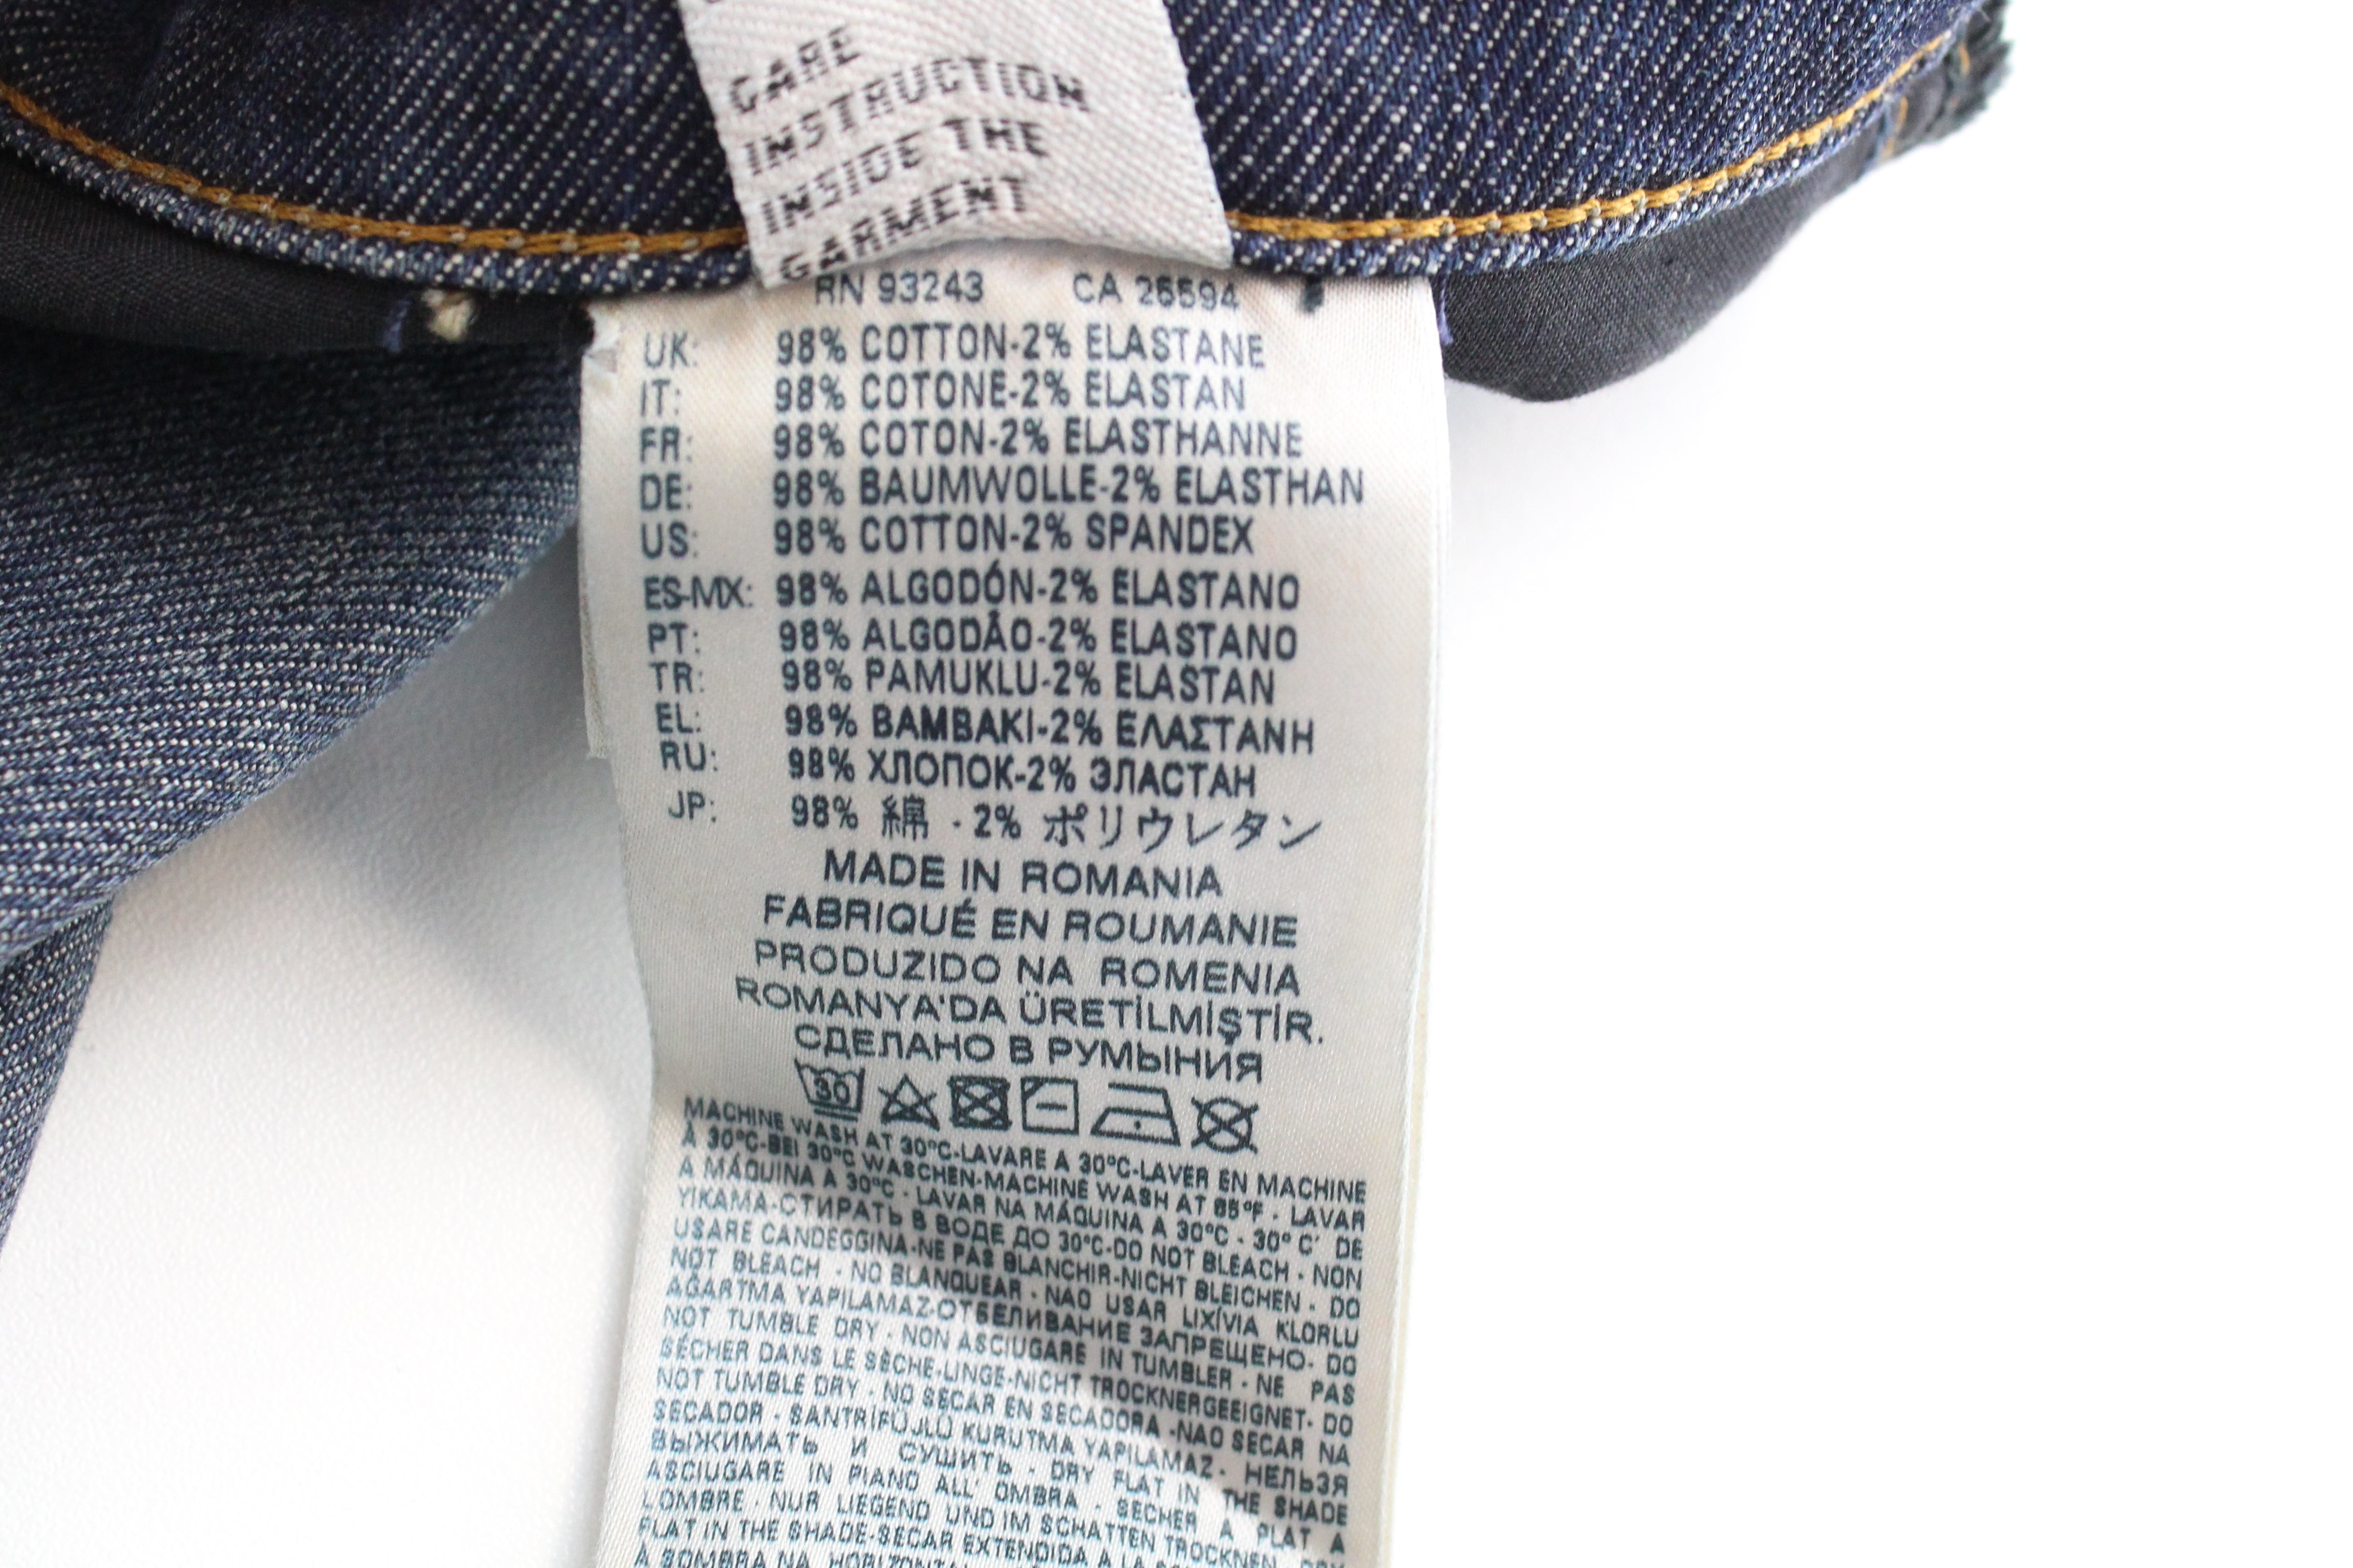 CARE
INSTRUCTION
INSIDE THE
GARMENT
RN 93243 CA 26594
UK: 98% COTTON-2% ELASTANE
IT: 98% COTONE-2% ELASTAN
FR: 98% COTON-2% ELASTHANNE
DE: 98% BAUMWOLLE-2% ELASTHAN
US: 98% COTTON-2% SPANDEX
ES-MX: 98% ALGODÓN-2% ELASTANO
PT: 98% ALGODÂO-2% ELASTANO
TR: 98% PAMUKLU-2% ELASTAN
EL: 98% BAMBAKI-2% ΕΛΑΣΤΑΝΗ
RU: 98% ХЛОПОК-2% ЭЛАСТАН
JP: 98% 綿 · 2% ポリウレタン
MADE IN ROMANIA
FABRIQUÉ EN ROUMANIE
PRODUZIDO NA ROMENIA
ROMANYA'DA ÜRETİLMİŞTİR.
СДЕЛАНО В РУМЫНИЯ
30
MACHINE WASH AT 30°C-LAVARE A 30°C-LAVER EN MACHINE
À 30°C-BEI 30°C WASCHEN-MACHINE WASH AT 85°F · LAVAR
A MÁQUINA A 30°C · LAVAR NA MÁQUINA A 30°C · 30° C' DE
YIKAMA-СТИРАТЬ В ВОДЕ ДО 30°C-DO NOT BLEACH · NON
USARE CANDEGGINA-NE PAS BLANCHIR-NICHT BLEICHEN · DO
NOT BLEACH · NO BLANQUEAR · NAO USAR LIXÍVIA KLORLU
AĞARTMA YAPILAMAZ-ОТБЕЛИВАНИЕ ЗАПРЕЩЕНО- DO
NOT TUMBLE DRY · NON ASCIUGARE IN TUMBLER · NE PAS
SÉCHER DANS LE SÈCHE-LINGE-NICHT TROCKNERGEEIGNET- DO
NOT TUMBLE DRY · NO SECAR EN SECADORA -NAO SECAR NA
SECADOR · SANTRİFÜJLÜ KURUTMA YAPILAMAZ · НЕЛЬЗЯ
ВЫЖИМАТЬ И СУШИТЬ · DRY FLAT IN THE SHADE
ASCIUGARE IN PIANO ALL' OMBRA · SÉCHER À PLAT À
L'OMBRE · NUR LIEGEND UND IM SCHATTEN TROCKNEN- DRY
FLAT IN THE SHADE-SECAR EXTENDIDA A LA
A SOMBRA NA